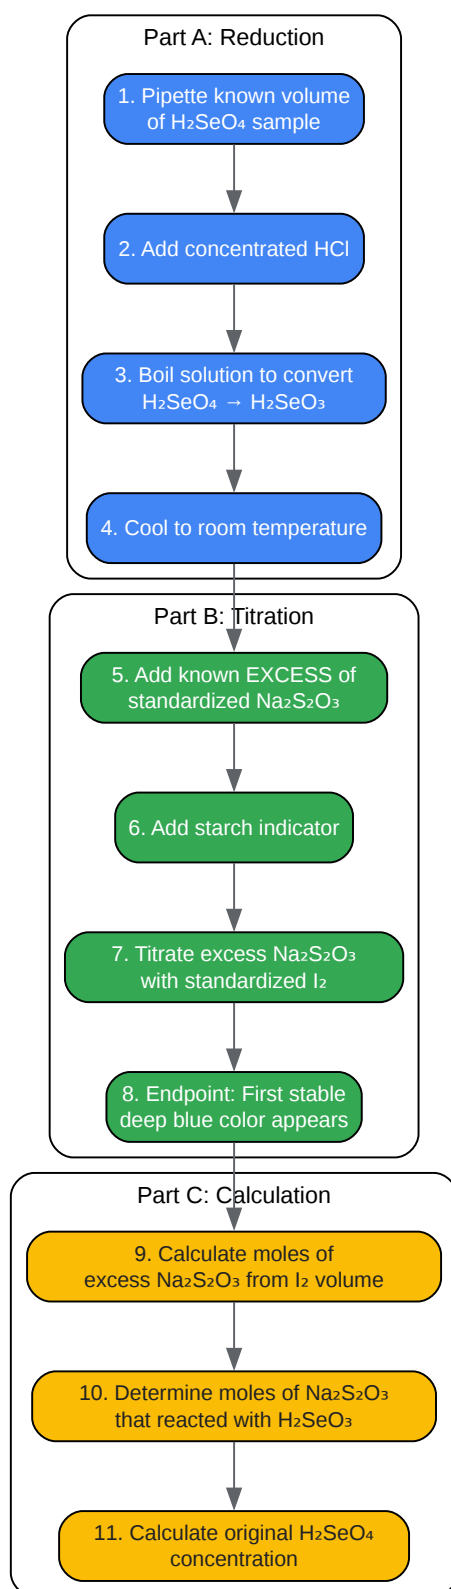 Part A: Reduction
1. Pipette known volume
of H₂SeO₄ sample
2. Add concentrated HCl
3. Boil solution to convert
H₂SeO₄ → H₂SeO₃
4. Cool to room temperature
Part B: Titration
5. Add known EXCESS of
standardized Na₂S₂O₃
6. Add starch indicator
7. Titrate excess Na₂S₂O₃
with standardized I₂
8. Endpoint: First stable
deep blue color appears
Part C: Calculation
9. Calculate moles of
excess Na₂S₂O₃ from I₂ volume
10. Determine moles of Na₂S₂O₃
that reacted with H₂SeO₃
11. Calculate original H₂SeO₄
concentration